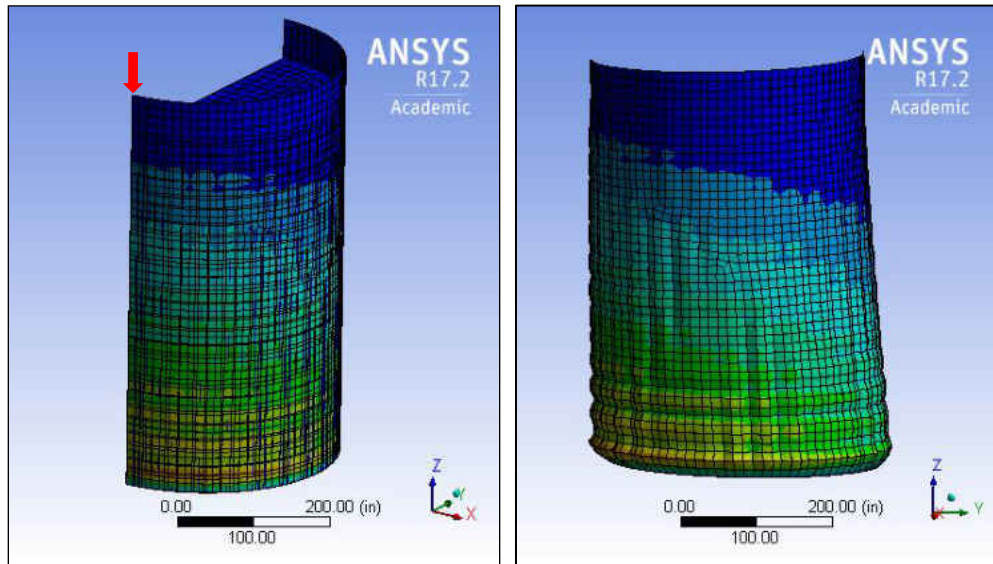 ANSYS
R17.2
Academic
Z
Y
X
0.00 200.00 (in)
100.00
ANSYS
R17.2
Academic
Z
X Y
0.00 200.00 (in)
100.00